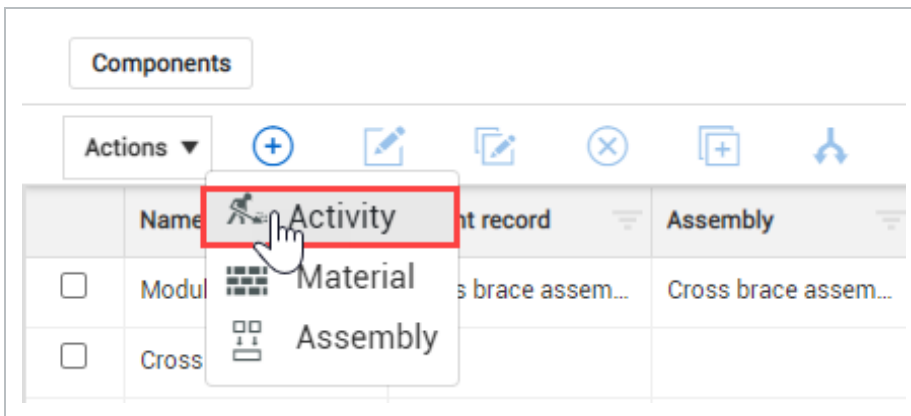 Components
Actions
Name
Activity
nt record
Assembly
Modul
Material
s brace assem...
Cross brace assem...
Cross
Assembly